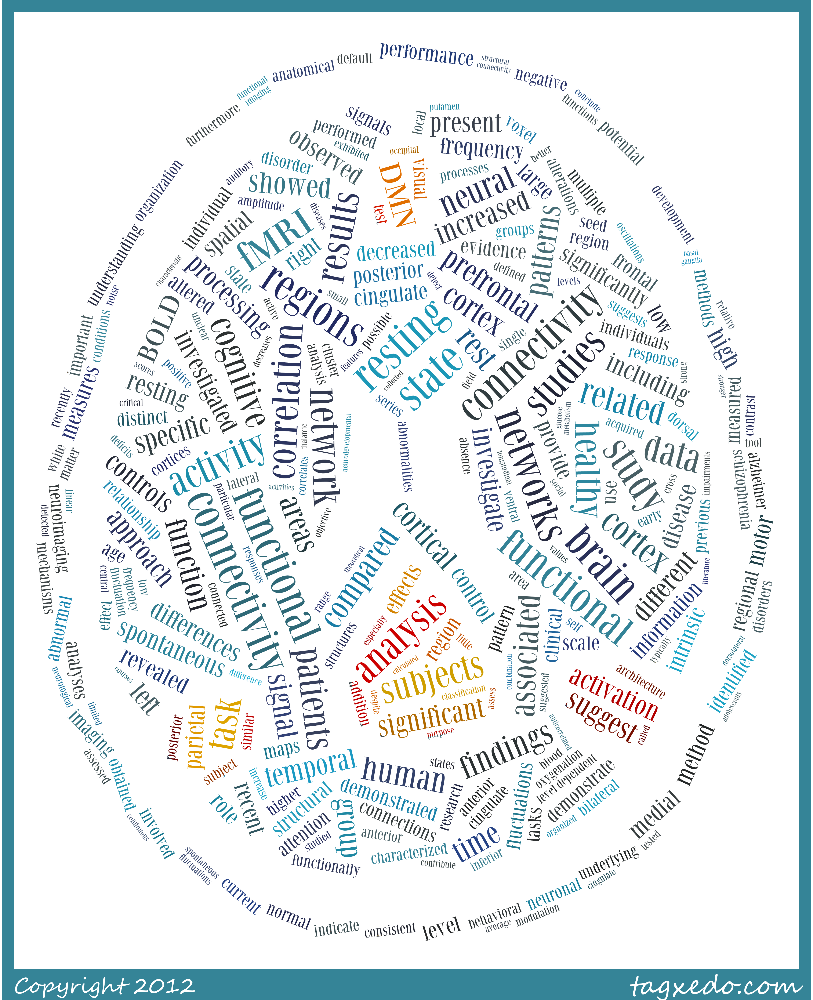 performance
structural
connectivity
default
anatomical
negative
functional
imaging
conclude
functions
furthermore
potential
signals
putamen
local
present
voxel
performed
observed
exhibited
occipital
frequency
better
disorder
auditory
showed
DMN
visual
processes
neural
large
alterations
multiple
organization
individual
amplitude
diseases
results
test
increased
patterns
seed
region
development
spatial
fMRI
right
decreased
groups
evidence
oscillations
understanding
characteristic
processing
state
regions
posterior
cingulate
detect
prefrontal
defined
levels
significantly
frontal
basal
ganglia
noise
altered
active
small
cortex
suggests
low
methods
relative
important
conditions
BOLD
unclear
cognitive
investigated
decreases
correlation
cluster
analysis
features
possible
resting
state
collected
rest
single
connectivity
studies
individuals
response
high
scores
positive
strong
including
stronger
recently
measures
resting
critical
distinct
specific
network
series
field
related
glucose
metabolism
acquired
dorsal
measured
contrast
tool
white
matter
deficits
cortices
activity
thalamic
neurodevelopmental
abnormalities
absence
investigate
networks
provide
healthy
study
data
schizophrenia
alzheimer
controls
lateral
correlates
activities
longitudinal
social
use
cross
impairments
neuroimaging
linear
detected
relationship
particular
functional
areas
objective
ventral
cortex
early
disease
previous
mechanisms
approach
function
connectivity
responses
theoretical
compared
cortical
control
functional
values
brain
different
literature
motor
regional
disorders
age
central
fluctuation
frequency
low
effect
connected
range
effects
area
information
intrinsic
abnormal
differences
spontaneous
structures
especially
analysis
region
little
pattern
associated
clinical
self
scale
typically
dorsolateral
identified
adolescents
analyses
neurological
revealed
courses
difference
patients
signal
calculated
subjects
combination
suggested
activation
architecture
left
addition
despite
classification
assess
significant
purpose
suggest
called
limited
imaging
posterior
parietal
task
similar
anticorrelated
method
assessed
obtained
subject
maps
temporal
human
states
findings
blood
oxygenation
level dependent
continuous
involved
role
recent
increase
higher
structural
demonstrated
research
anterior
cingulate
fluctuations
demonstrate
bilateral
medial
tested
attention
studied
group
connections
anterior
time
tasks
organized
spontaneous
fluctuations
functionally
characterized
contribute
inferior
underlying
cingulate
current
normal
indicate
consistent
level
behavioral
average
neuronal
modulation
Copyright 2012
tagxedo.com